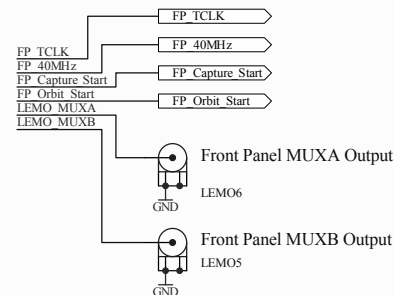 FP_TCLK
FP_40MHz
FP_Capture_Start
FP_Orbit_Start
FP_TCLK
FP_40MHz
FP_Capture_Start
FP_Orbit_Start
LEMO_MUXA
LEMO_MUXB
Front Panel MUXA Output
LEMO6
GND
Front Panel MUXB Output
LEMO5
GND